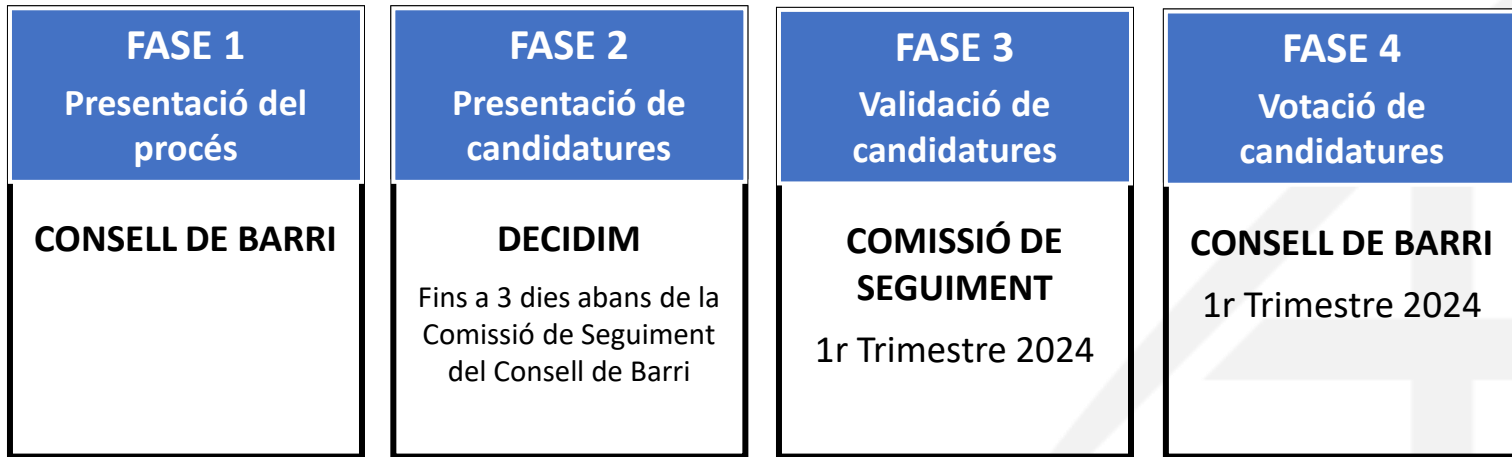 FASE 1
Presentació del
procés
CONSELL DE BARRI
FASE 2
Presentació de
candidatures
DECIDIM
Fins a 3 dies abans de la
Comissió de Seguiment
del Consell de Barri
FASE 3
Validació de
candidatures
COMISSIÓ DE
SEGUIMENT
1r Trimestre 2024
FASE 4
Votació de
candidatures
CONSELL DE BARRI
1r Trimestre 2024